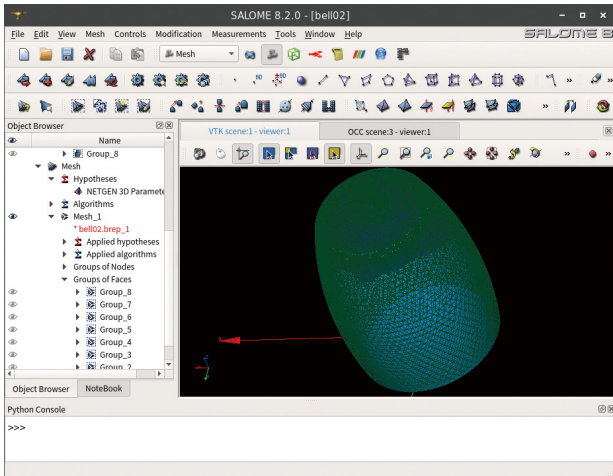 SALOME 8.2.0 - [bell02]
File Edit View Mesh Controls Modification Measurements Tools Window Help
SALOME 8
Mesh
Object Browser
Name
VTK scene:1 - viewer:1
OCC scene:3 - viewer:1
Group_8
Mesh
Hypotheses
NETGEN 3D Paramete
Algorithms
Mesh_1
* bell02.brep_1
Applied hypotheses
Applied algorithms
Groups of Nodes
Groups of Faces
Group_8
Group_7
Group_6
Group_5
Group_4
Group_3
Group_2
Object Browser
NoteBook
Python Console
>>>